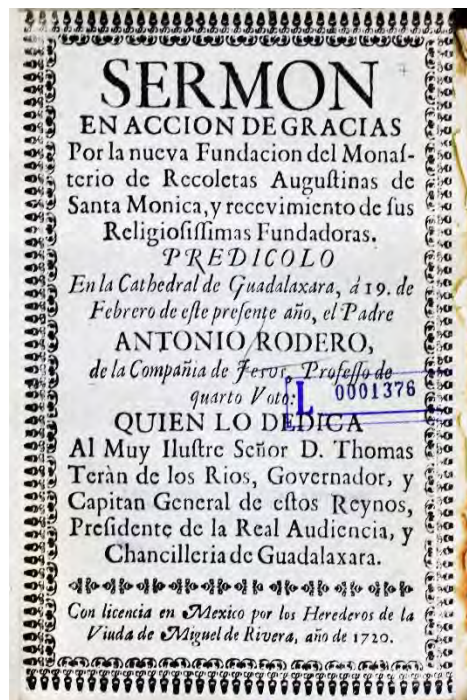 SERMON
EN ACCION DE GRACIAS
Por la nueva Fundacion del Monaſ-
terio de Recoletas Auguſtinas de
Santa Monica, y recevimiento de ſus
Religioſiſſimas Fundadoras.
PREDICOLO
En la Cathedral de Guadalaxara, á 19. de
Febrero de eſte preſente año, el Padre
ANTONIO RODERO,
de la Compañia de Jeſus, Profeſſo de
quarto Voto:
L 0001376
QUIEN LO DEDICA
Al Muy Iluſtre Señor D. Thomas
Teràn de los Rios, Governador, y
Capitan General de eſtos Reynos,
Preſidente de la Real Audiencia, y
Chancilleria de Guadalaxara.
Con licencia en Mexico por los Herederos de la
Viuda de Miguel de Rivera, año de 1720.